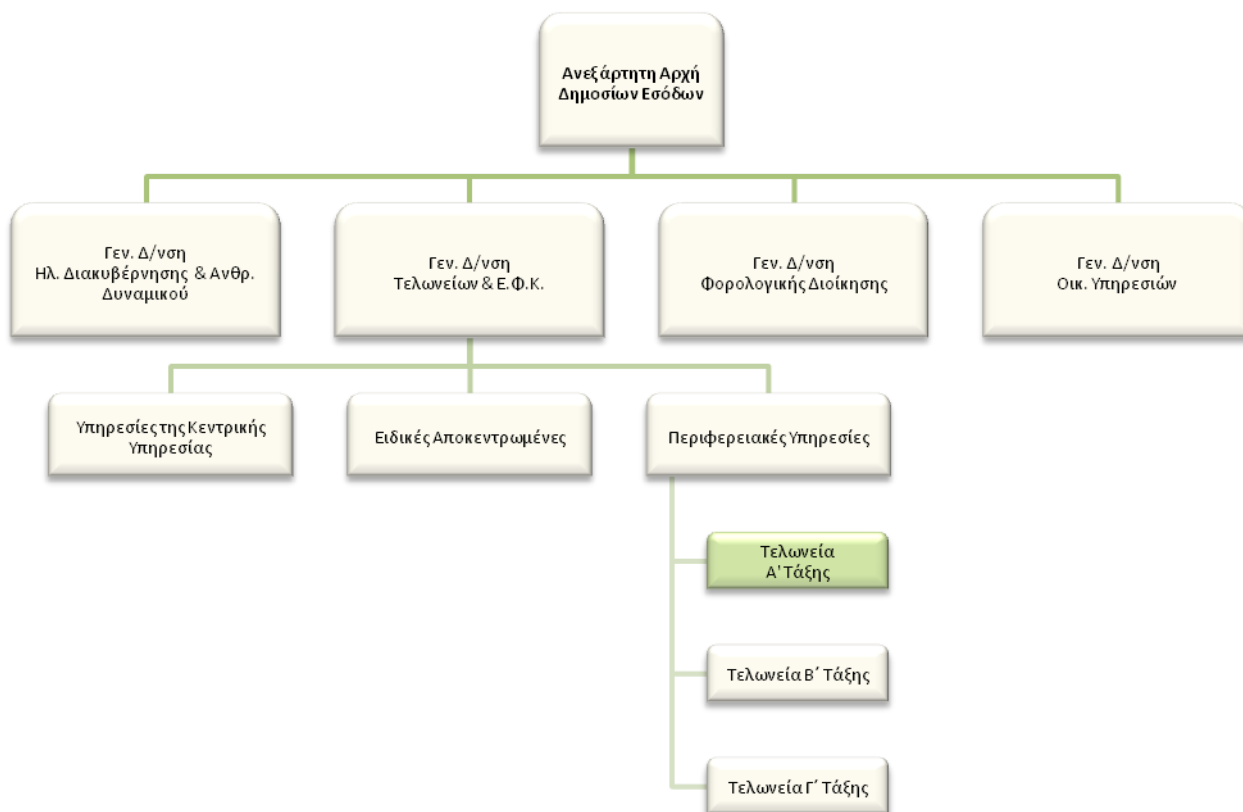 Ανεξάρτητη Αρχή
Δημοσίων Εσόδων
Γεν. Δ/νση
Ηλ. Διακυβέρνησης & Ανθρ.
Δυναμικού
Γεν. Δ/νση
Τελωνείων & Ε.Φ.Κ.
Γεν. Δ/νση
Φορολογικής Διοίκησης
Γεν. Δ/νση
Οικ. Υπηρεσιών
Υπηρεσίες της Κεντρικής
Υπηρεσίας
Ειδικές Αποκεντρωμένες
Περιφερειακές Υπηρεσίες
Τελωνεία
Α' Τάξης
Τελωνεία Β΄ Τάξης
Τελωνεία Γ΄ Τάξης